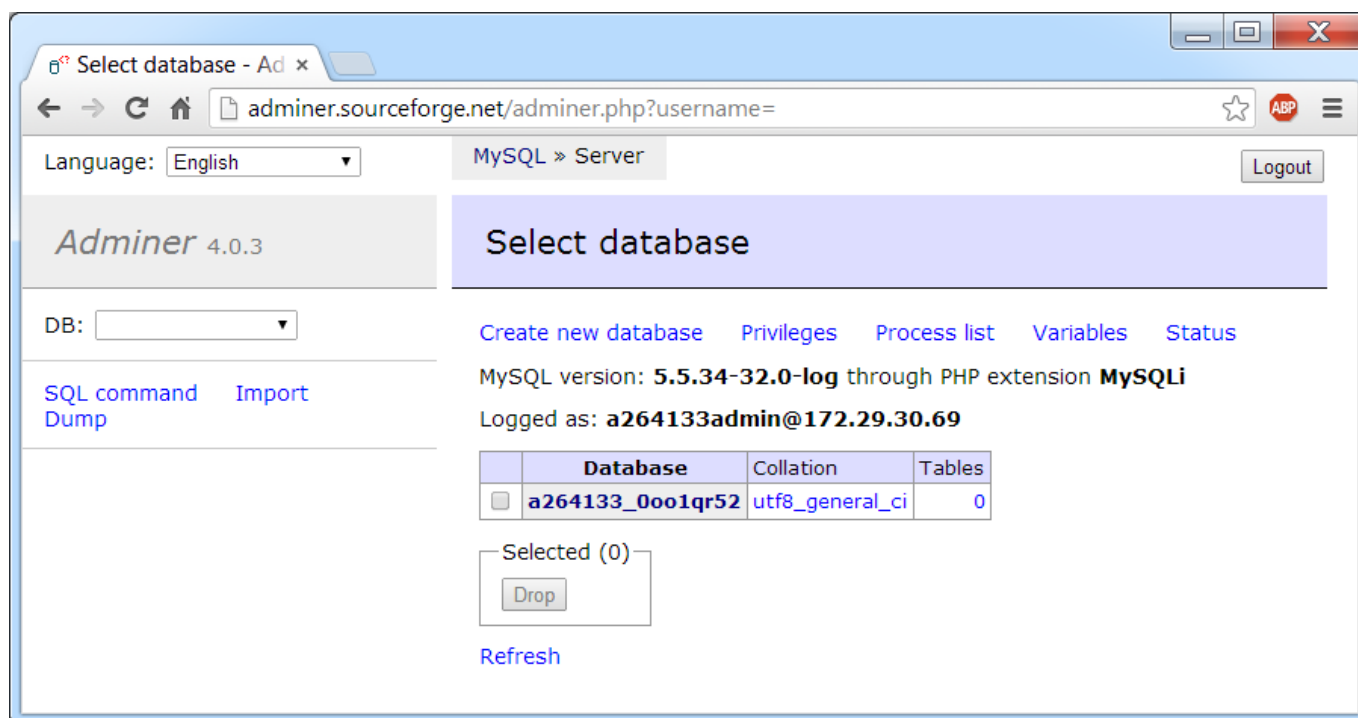 Select database - Ad ×
adminer.sourceforge.net/adminer.php?username=
ABP
Language: English
MySQL » Server
Logout
Adminer 4.0.3
Select database
DB:
Create new database Privileges Process list Variables Status
SQL command Import
Dump
MySQL version: 5.5.34-32.0-log through PHP extension MySQLi
Logged as: a264133admin@172.29.30.69
Database Collation Tables
a264133_0oo1qr52 utf8_general_ci 0
Selected (0)
Drop
Refresh